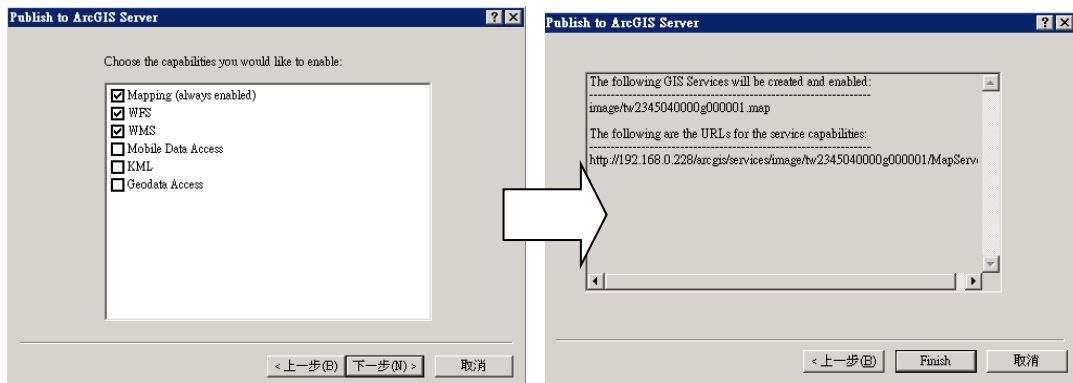 Publish to ArcGIS Server
Choose the capabilities you would like to enable:
Mapping (always enabled)
WFS
WMS
Mobile Data Access
KML
Geodata Access
<上一步(B)
下一步(N)>
取消
Publish to ArcGIS Server
The following GIS Services will be created and enabled:
----------------------------------------------------------------------
image/tw2345040000g000001.map
The following are the URLs for the service capabilities:
----------------------------------------------------------------------
http://192.168.0.228/arcgis/services/image/tw2345040000g000001/MapServ
<上一步(B)
Finish
取消